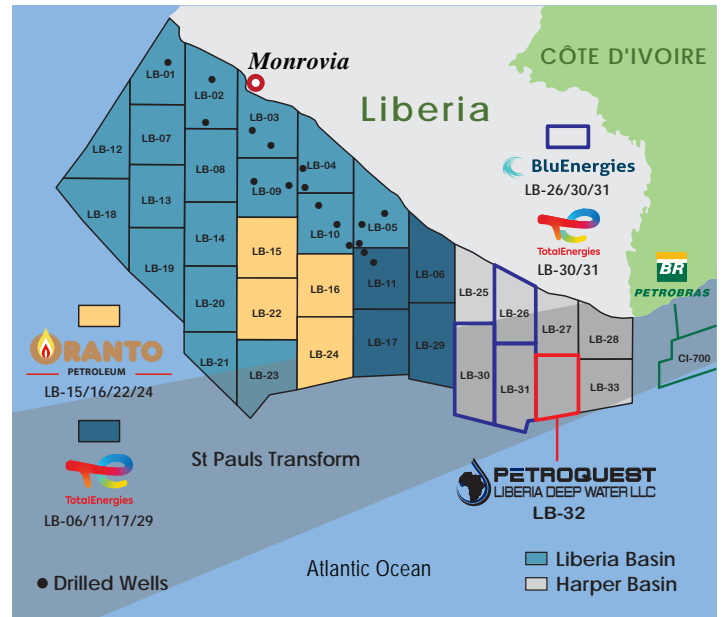 CÔTE D'IVOIRE
Monrovia
Liberia
LB-01
LB-02
LB-03
LB-07
LB-12
LB-04
LB-08
LB-09
LB-13
LB-18
LB-05
LB-10
LB-14
LB-15
LB-19
LB-06
LB-16
LB-11
LB-20
LB-22
LB-25
LB-26
LB-27
LB-28
LB-17
LB-29
LB-24
LB-21
LB-23
LB-30
LB-31
LB-33
CI-700
BluEnergies
LB-26/30/31
TotalEnergies
LB-30/31
BR
PETROBRAS
ORANTO
PETROLEUM
LB-15/16/22/24
TotalEnergies
LB-06/11/17/29
St Pauls Transform
PETROQUEST
LIBERIA DEEP WATER LLC
LB-32
Atlantic Ocean
Drilled Wells
Liberia Basin
Harper Basin